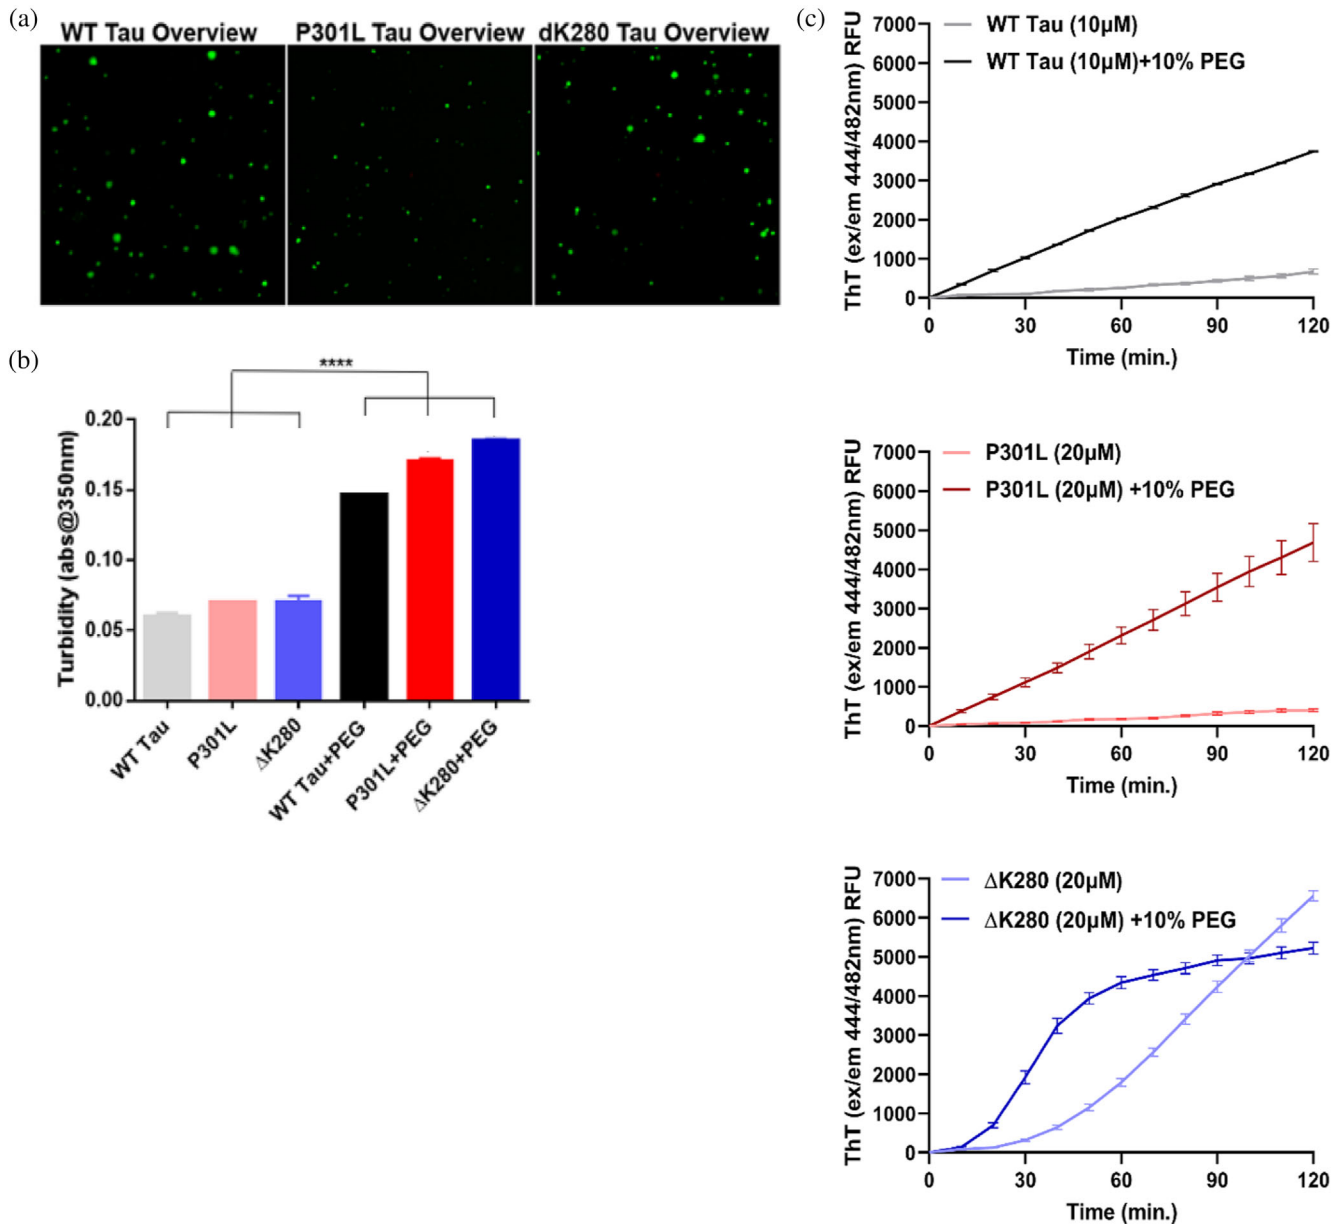 (a)
WT Tau Overview
P301L Tau Overview
dK280 Tau Overview
(b)
****
Turbidity (abs@350nm)
0.20
0.15
0.10
0.05
0.00
WT Tau
P301L
ΔK280
WT Tau+PEG
P301L+PEG
ΔK280+PEG
(c)
ThT (ex/em 444/482nm) RFU
7000
6000
5000
4000
3000
2000
1000
0
WT Tau (10μM)
WT Tau (10μM)+10% PEG
0 30 60 90 120
Time (min.)
ThT (ex/em 444/482nm) RFU
7000
6000
5000
4000
3000
2000
1000
0
P301L (20μM)
P301L (20μM) +10% PEG
0 30 60 90 120
Time (min.)
ThT (ex/em 444/482nm) RFU
7000
6000
5000
4000
3000
2000
1000
0
ΔK280 (20μM)
ΔK280 (20μM) +10% PEG
0 30 60 90 120
Time (min.)